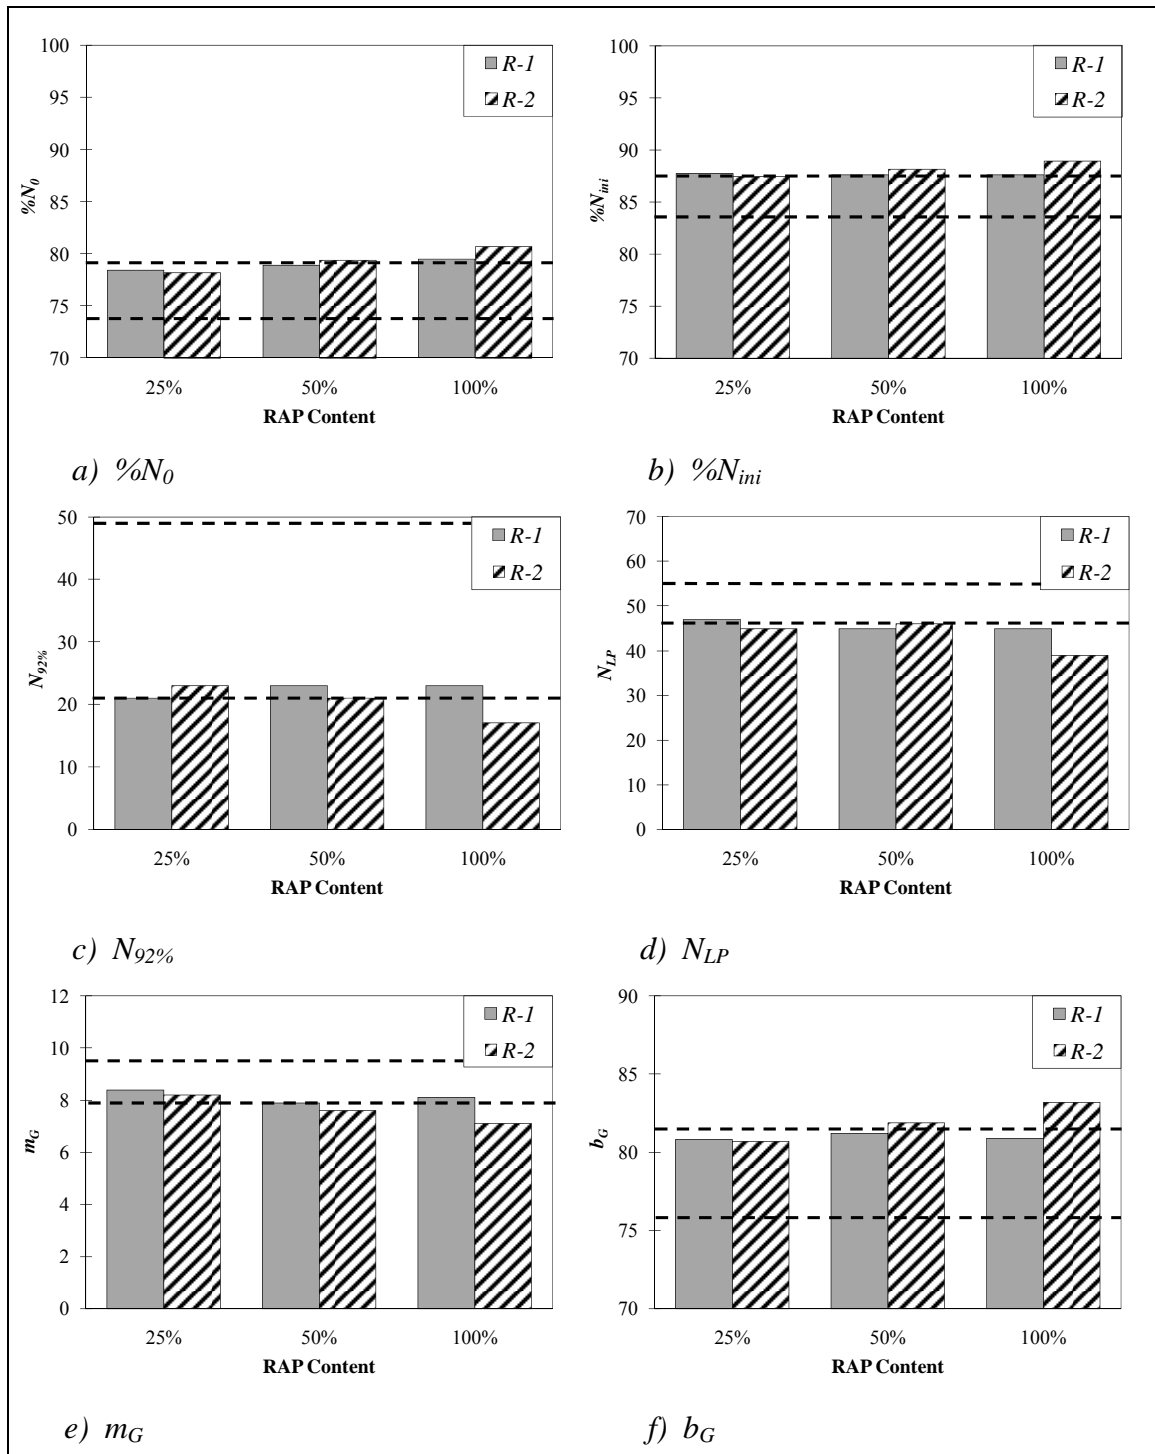 100
95
90
85
80
75
70
%N0
R-1
R-2
25% 50% 100%
RAP Content
a) %N0
100
95
90
85
80
75
70
%Nini
R-1
R-2
25% 50% 100%
RAP Content
b) %Nini
50
40
30
20
10
0
N92%
R-1
R-2
25% 50% 100%
RAP Content
c) N92%
70
60
50
40
30
20
10
0
NLP
R-1
R-2
25% 50% 100%
RAP Content
d) NLP
12
10
8
6
4
2
0
mG
R-1
R-2
25% 50% 100%
RAP Content
e) mG
90
85
80
75
70
bG
R-1
R-2
25% 50% 100%
RAP Content
f) bG